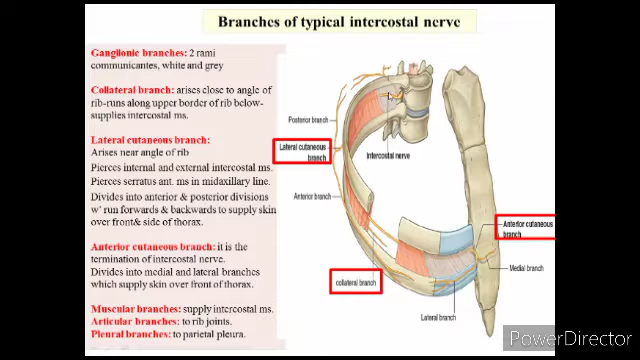 Branches of typical intercostal nerve
Ganglionic branches: 2 rami
communicantes, white and grey
Collateral branch: arises close to angle of
rib-runs along upper border of rib below-
supplies intercostal ms.
Lateral cutaneous branch:
Arises near angle of rib
Pierces internal and external intercostal ms.
Pierces serratus ant. ms in midaxillary line.
Divides into anterior & posterior divisions
w' run forwards & backwards to supply skin
over front& side of thorax.
Anterior cutaneous branch: it is the
termination of intercostal nerve.
Divides into medial and lateral branches
which supply skin over front of thorax.
Muscular branches: supply intercostal ms.
Articular branches: to rib joints.
Pleural branches: to parietal pleura.
Posterior branch
Lateral cutaneous
branch
Intercostal nerve
Anterior branch
Anterior cutaneous
branch
Medial branch
collateral branch
Lateral branch
PowerDirector